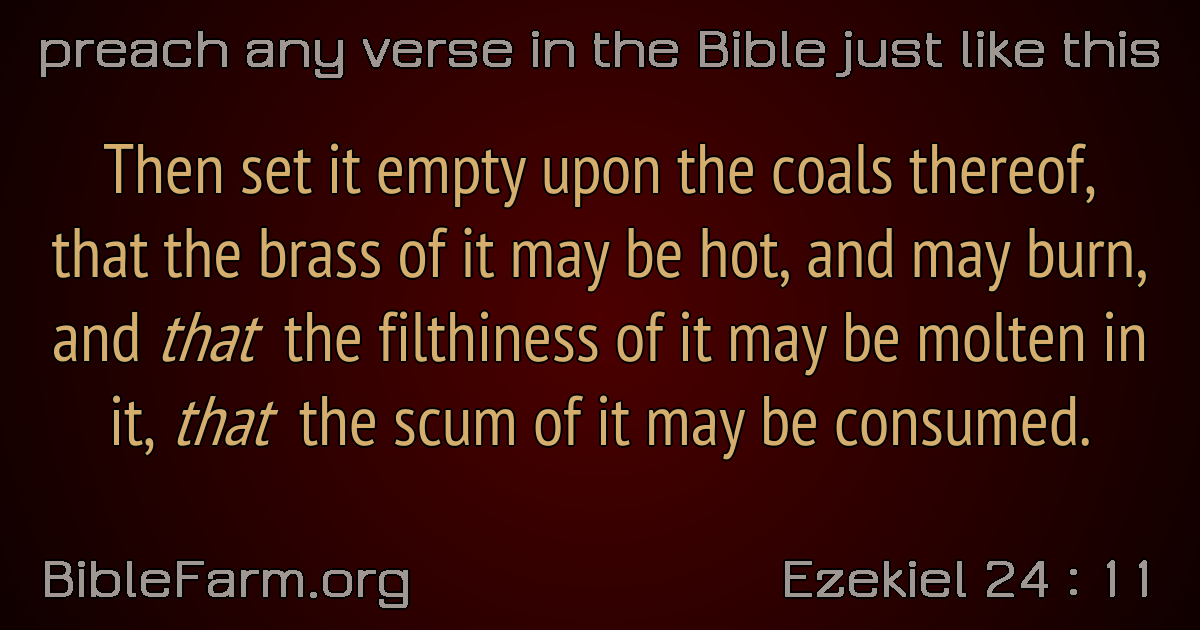 preach any verse in the Bible just like this
Then set it empty upon the coals thereof,
that the brass of it may be hot, and may burn,
and that the filthiness of it may be molten in
it, that the scum of it may be consumed.
BibleFarm.org
Ezekiel 24 : 11